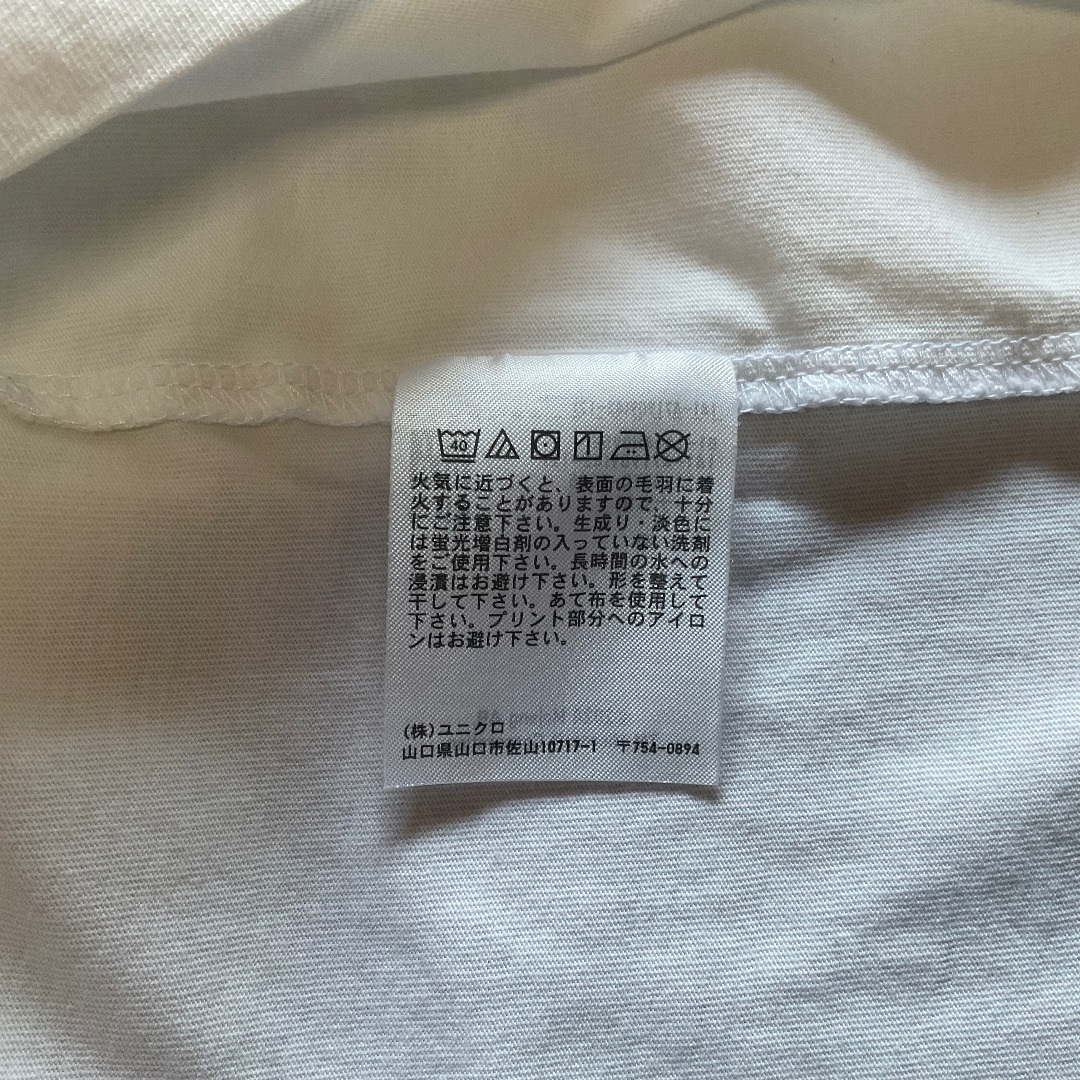 40
火気に近づくと、表面の毛羽に着
火することがありますので、十分
にご注意下さい。生成り・淡色に
は蛍光増白剤の入っていない洗剤
をご使用下さい。長時間の水への
浸漬はお避け下さい。形を整えて
干して下さい。あて布を使用して
下さい。プリント部分へのアイロ
ンはお避け下さい。
(株)ユニクロ
山口県山口市佐山10717-1 〒754-0894